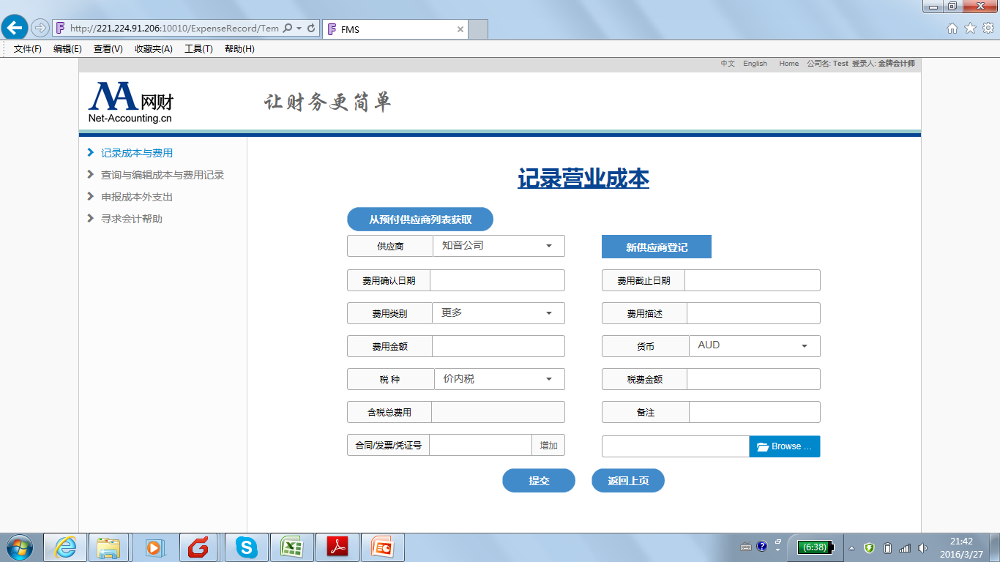 http://221.224.91.206:10010/ExpenseRecord/Tem
FMS
文件(F) 编辑(E) 查看(V) 收藏夹(A) 工具(T) 帮助(H)
中文 English Home 公司名: Test 登录人: 金牌会计师
网财
Net-Accounting.cn
让财务更简单
记录成本与费用
查询与编辑成本与费用记录
申报成本外支出
寻求会计帮助
记录营业成本
从预付供应商列表获取
供应商 知音公司 新供应商登记
费用确认日期 费用截止日期
费用类别 更多 费用描述
费用金额 货币 AUD
税 种 价内税 税费金额
含税总费用 备注
合同/发票/凭证号 增加 Browse ...
提交 返回上页
(6:38)
21:42
2016/3/27